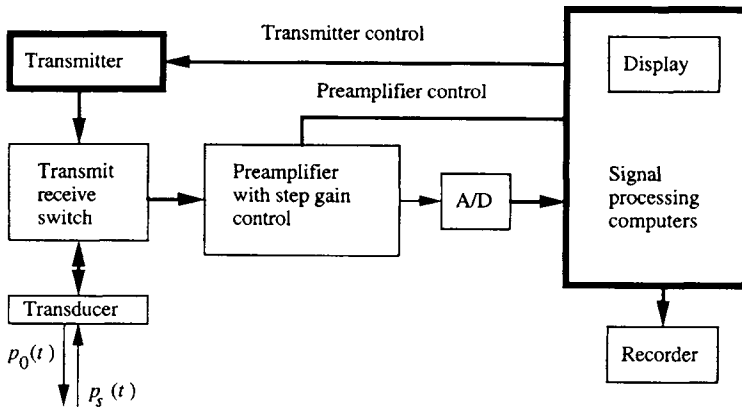 Transmitter control
Transmitter
Display
Preamplifier control
Transmit
receive
switch
Preamplifier
with step gain
control
A/D
Signal
processing
computers
Transducer
p0(t)
ps(t)
Recorder